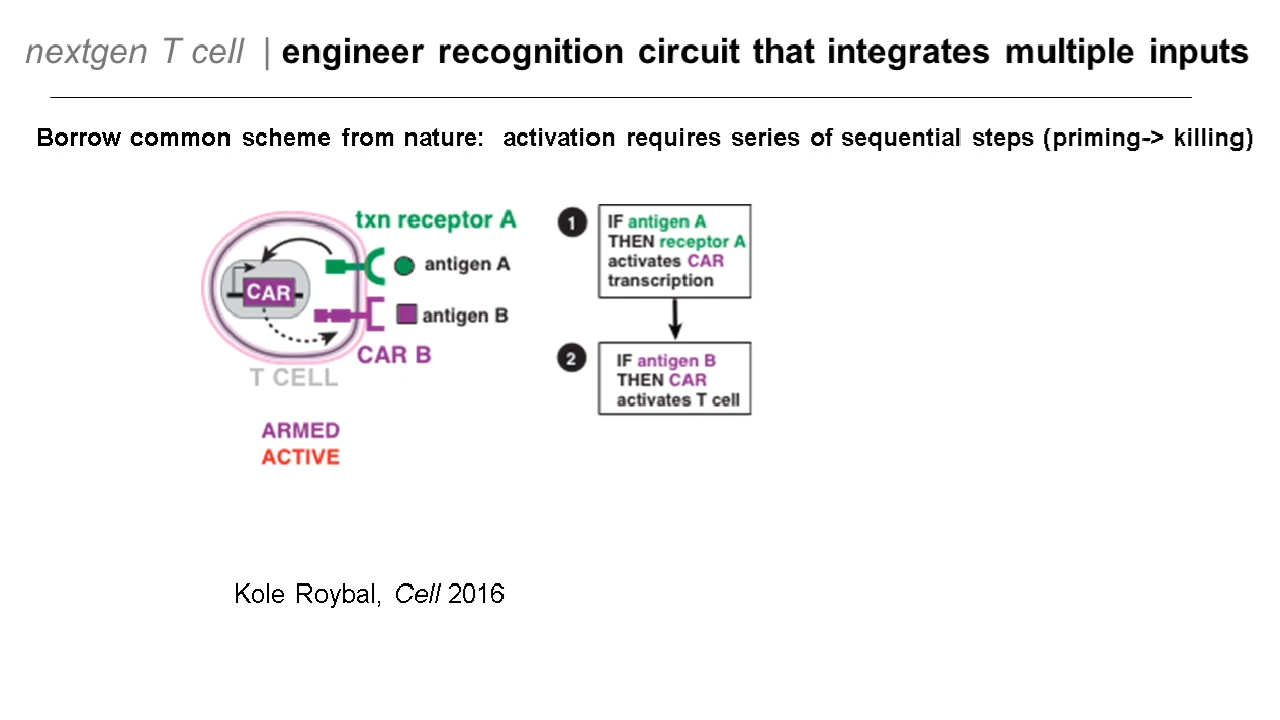 nextgen T cell | engineer recognition circuit that integrates multiple inputs
Borrow common scheme from nature: activation requires series of sequential steps (priming-> killing)
txn receptor A
antigen A
CAR
antigen B
CAR B
T CELL
ARMED
ACTIVE
1
IF antigen A
THEN receptor A
activates CAR
transcription
2
IF antigen B
THEN CAR
activates T cell
Kole Roybal, Cell 2016